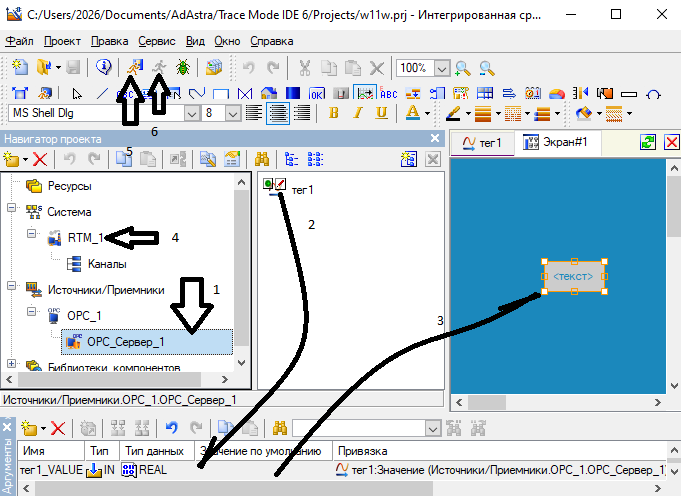 C:/Users/2026/Documents/AdAstra/Trace Mode IDE 6/Projects/w11w.prj - Интегрированная ср...
Файл Проект Правка Сервис Вид Окно Справка
100%
ABC
OK
MS Shell Dlg 8 B I U A
6
5
Навигатор проекта
тег1 Экран#1
Ресурсы
Система
RTM_1 4
Каналы
Источники/Приемники 1
OPC_1
OPC_Сервер_1
Библиотеки_компонентов
тег1
2
3
<текст>
Источники/Приемники.OPC_1.OPC_Сервер_1
Аргументы
Имя Тип Тип данных Значение по умолчанию Привязка
тег1_VALUE IN REAL тег1:Значение (Источники/Приемники.OPC_1.OPC_Сервер_1)